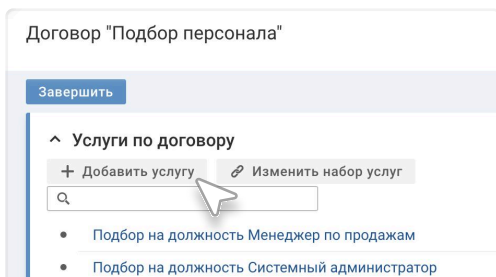 Договор "Подбор персонала"
Завершить
Услуги по договору
Добавить услугу Изменить набор услуг
Подбор на должность Менеджер по продажам
Подбор на должность Системный администратор